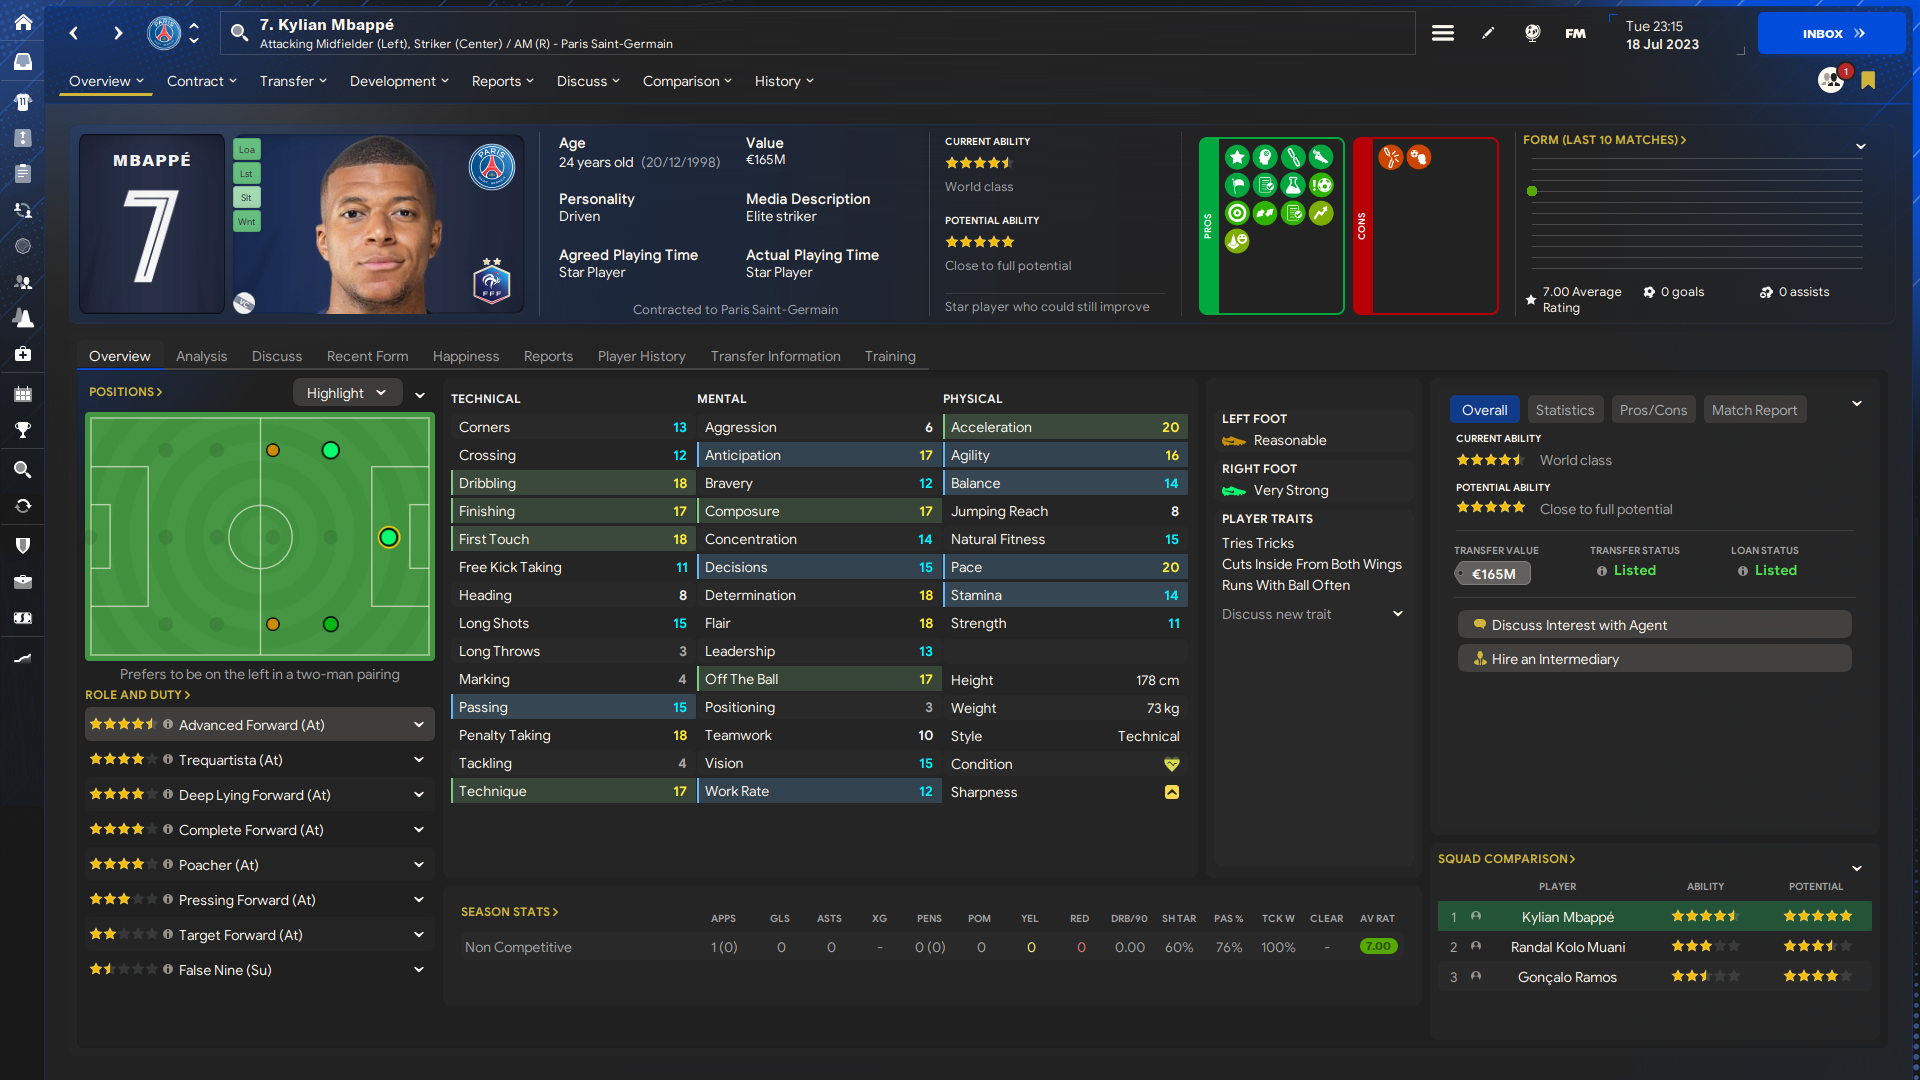 7. Kylian Mbappé
Attacking Midfielder (Left), Striker (Center) / AM (R) - Paris Saint-Germain
FM
Tue 23:15
18 Jul 2023
INBOX
Overview Contract Transfer Development Reports Discuss Comparison History
1
MBAPPÉ
7
Loa
Lst
Slt
Wnt
PARIS
FFF
Age
24 years old (20/12/1998)
Value
€165M
Personality
Driven
Media Description
Elite striker
Agreed Playing Time
Star Player
Actual Playing Time
Star Player
Contracted to Paris Saint-Germain
CURRENT ABILITY
World class
POTENTIAL ABILITY
Close to full potential
Star player who could still improve
PROS
CONS
FORM (LAST 10 MATCHES)
7.00 Average Rating
0 goals
0 assists
Overview Analysis Discuss Recent Form Happiness Reports Player History Transfer Information Training
POSITIONS
Highlight
Prefers to be on the left in a two-man pairing
ROLE AND DUTY
Advanced Forward (At)
Trequartista (At)
Deep Lying Forward (At)
Complete Forward (At)
Poacher (At)
Pressing Forward (At)
Target Forward (At)
False Nine (Su)
TECHNICAL
Corners 13
Crossing 12
Dribbling 18
Finishing 17
First Touch 18
Free Kick Taking 11
Heading 8
Long Shots 15
Long Throws 3
Marking 4
Passing 15
Penalty Taking 18
Tackling 4
Technique 17
MENTAL
Aggression 6
Anticipation 17
Bravery 12
Composure 17
Concentration 14
Decisions 15
Determination 18
Flair 18
Leadership 13
Off The Ball 17
Positioning 3
Teamwork 10
Vision 15
Work Rate 12
PHYSICAL
Acceleration 20
Agility 16
Balance 14
Jumping Reach 8
Natural Fitness 15
Pace 20
Stamina 14
Strength 11
Height 178 cm
Weight 73 kg
Style Technical
Condition
Sharpness
LEFT FOOT
Reasonable
RIGHT FOOT
Very Strong
PLAYER TRAITS
Tries Tricks
Cuts Inside From Both Wings
Runs With Ball Often
Discuss new trait
Overall Statistics Pros/Cons Match Report
CURRENT ABILITY
World class
POTENTIAL ABILITY
Close to full potential
TRANSFER VALUE TRANSFER STATUS LOAN STATUS
€165M Listed Listed
Discuss Interest with Agent
Hire an Intermediary
SEASON STATS APPS GLS ASTS XG PENS POM YEL RED DRB/90 SH TAR PAS % TCK W CLEAR AV RAT
Non Competitive 1 (0) 0 0 - 0 (0) 0 0 0 0.00 60% 76% 100% - 7.00
SQUAD COMPARISON
PLAYER ABILITY POTENTIAL
1 Kylian Mbappé
2 Randal Kolo Muani
3 Gonçalo Ramos